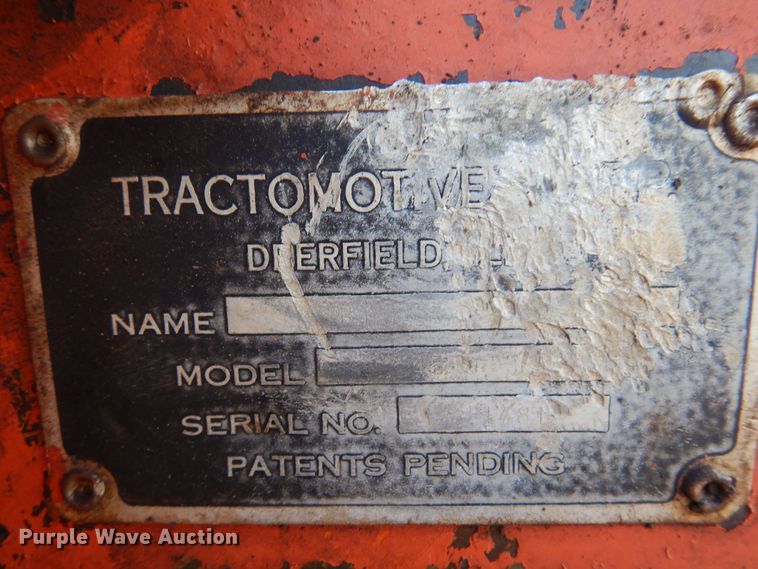 TRACTOMOTIVE
DEERFIELD,
NAME
MODEL
SERIAL NO.
PATENTS PENDING
Purple Wave Auction